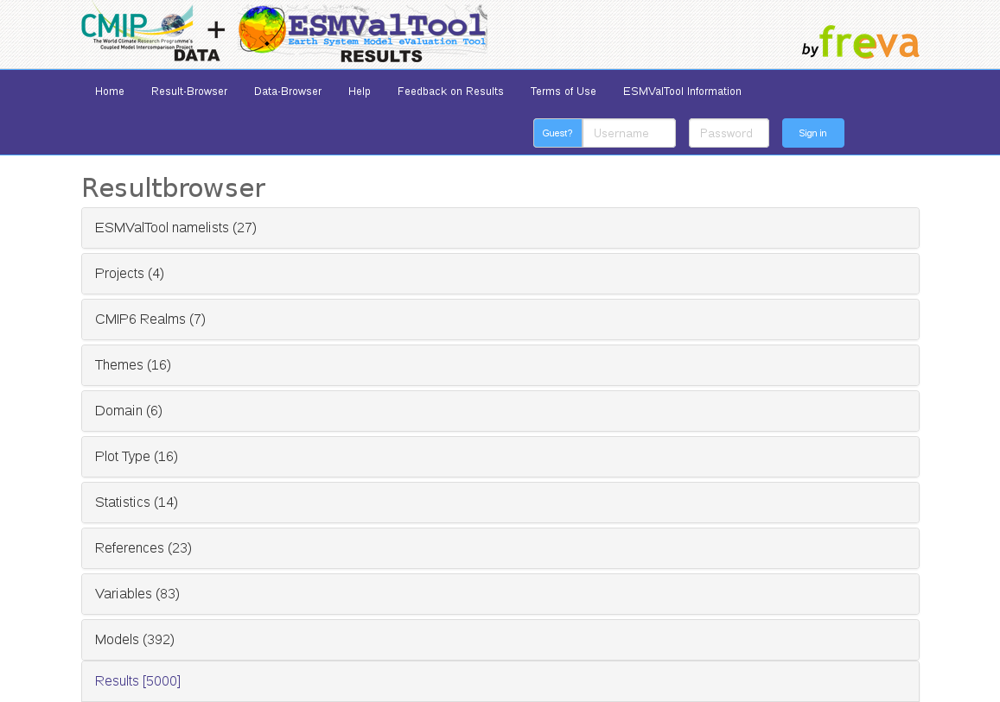 CMIP
The World Climate Research Programme's
Coupled Model Intercomparison Project
DATA
+
ESMValTool
Earth System Model eValuation Tool
RESULTS
by freva
Home Result-Browser Data-Browser Help Feedback on Results Terms of Use ESMValTool Information
Guest? Username Password Sign in
Resultbrowser
ESMValTool namelists (27)
Projects (4)
CMIP6 Realms (7)
Themes (16)
Domain (6)
Plot Type (16)
Statistics (14)
References (23)
Variables (83)
Models (392)
Results [5000]